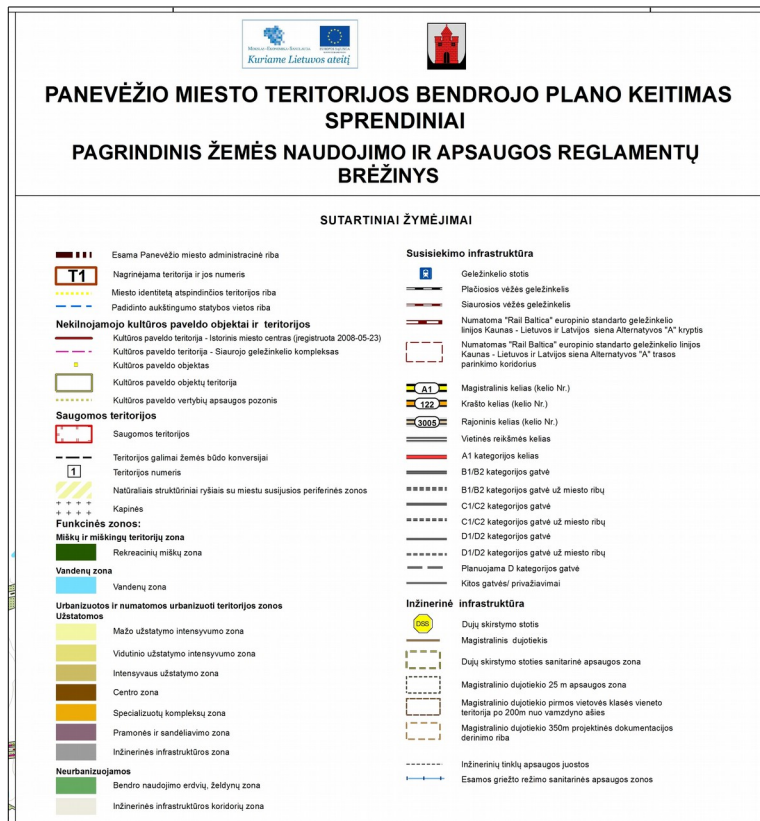 Kuriame Lietuvos ateitį
PANEVĖŽIO MIESTO TERITORIJOS BENDROJO PLANO KEITIMAS
SPRENDINIAI
PAGRINDINIS ŽEMĖS NAUDOJIMO IR APSAUGOS REGLAMENTŲ
BRĖŽINYS
SUTARTINIAI ŽYMĖJIMAI
Esama Panevėžio miesto administracinė riba
T1
Nagrinėjama teritorija ir jos numeris
Miesto identitetą atspindinčios teritorijos riba
Padidinto aukštingumo statybos vietos riba
Nekilnojamojo kultūros paveldo objektai ir teritorijos
Kultūros paveldo teritorija - Istorinis miesto centras (įregistruota 2008-05-23)
Kultūros paveldo teritorija - Siaurojo geležinkelio kompleksas
Kultūros paveldo objektas
Kultūros paveldo objektų teritorija
Kultūros paveldo vertybių apsaugos pozonis
Saugomos teritorijos
Saugomos teritorijos
Teritorijos galimai žemės būdo konversijai
1
Teritorijos numeris
Natūraliais struktūriniai ryšiais su miestu susijusios periferinės zonos
Kapinės
Funkcinės zonos:
Miškų ir miškingų teritorijų zona
Rekreacinių miškų zona
Vandenų zona
Vandenų zona
Urbanizuotos ir numatomos urbanizuoti teritorijos zonos
Užstatomos
Mažo užstatymo intensyvumo zona
Vidutinio užstatymo intensyvumo zona
Intensyvaus užstatymo zona
Centro zona
Specializuotų kompleksų zona
Pramonės ir sandėliavimo zona
Inžinerinės infrastruktūros zona
Neurbanizuojamos
Bendro naudojimo erdvių, želdynų zona
Inžinerinės infrastruktūros koridorių zona
Susisiekimo infrastruktūra
Geležinkelio stotis
Plačiosios vėžės geležinkelis
Siaurosios vėžės geležinkelis
Numatoma "Rail Baltica" europinio standarto geležinkelio
linijos Kaunas - Lietuvos ir Latvijos siena Alternatyvos "A" kryptis
Numatomas "Rail Baltica" europinio standarto geležinkelio linijos
Kaunas - Lietuvos ir Latvijos siena Alternatyvos "A" trasos
parinkimo koridorius
A1
Magistralinis kelias (kelio Nr.)
122
Krašto kelias (kelio Nr.)
3005
Rajoninis kelias (kelio Nr.)
Vietinės reikšmės kelias
A1 kategorijos kelias
B1/B2 kategorijos gatvė
B1/B2 kategorijos gatvė už miesto ribų
C1/C2 kategorijos gatvė
C1/C2 kategorijos gatvė už miesto ribų
D1/D2 kategorijos gatvė
D1/D2 kategorijos gatvė už miesto ribų
Planuojama D kategorijos gatvė
Kitos gatvės/ privažiavimai
Inžinerinė infrastruktūra
DSS
Dujų skirstymo stotis
Magistralinis dujotiekis
Dujų skirstymo stoties sanitarinė apsaugos zona
Magistralinio dujotiekio 25 m apsaugos zona
Magistralinio dujotiekio pirmos vietovės klasės vieneto
teritorija po 200m nuo vamzdyno ašies
Magistralinio dujotiekio 350m projektinės dokumentacijos
derinimo riba
Inžinerinių tinklų apsaugos juostos
Esamos griežto režimo sanitarinės apsaugos zonos